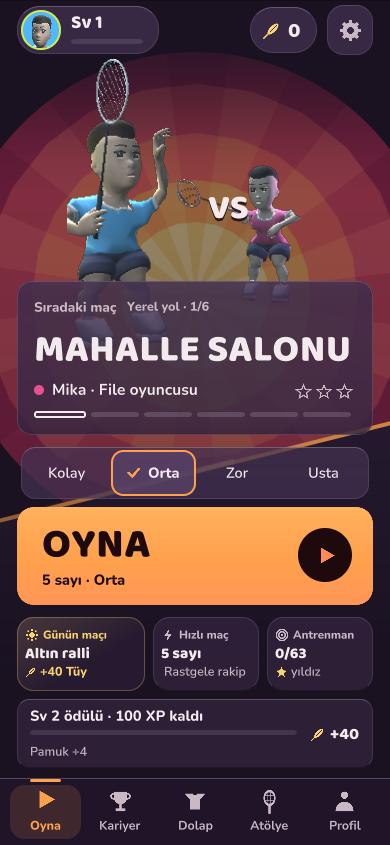 Sv 1
0
VS
Sıradaki maç Yerel yol · 1/6
MAHALLE SALONU
Mika · File oyuncusu
Kolay Orta Zor Usta
OYNA
5 sayı · Orta
Günün maçı
Altın ralli
+40 Tüy
Hızlı maç
5 sayı
Rastgele rakip
Antrenman
0/63
yıldız
Sv 2 ödülü · 100 XP kaldı
+40
Pamuk +4
Oyna Kariyer Dolap Atölye Profil